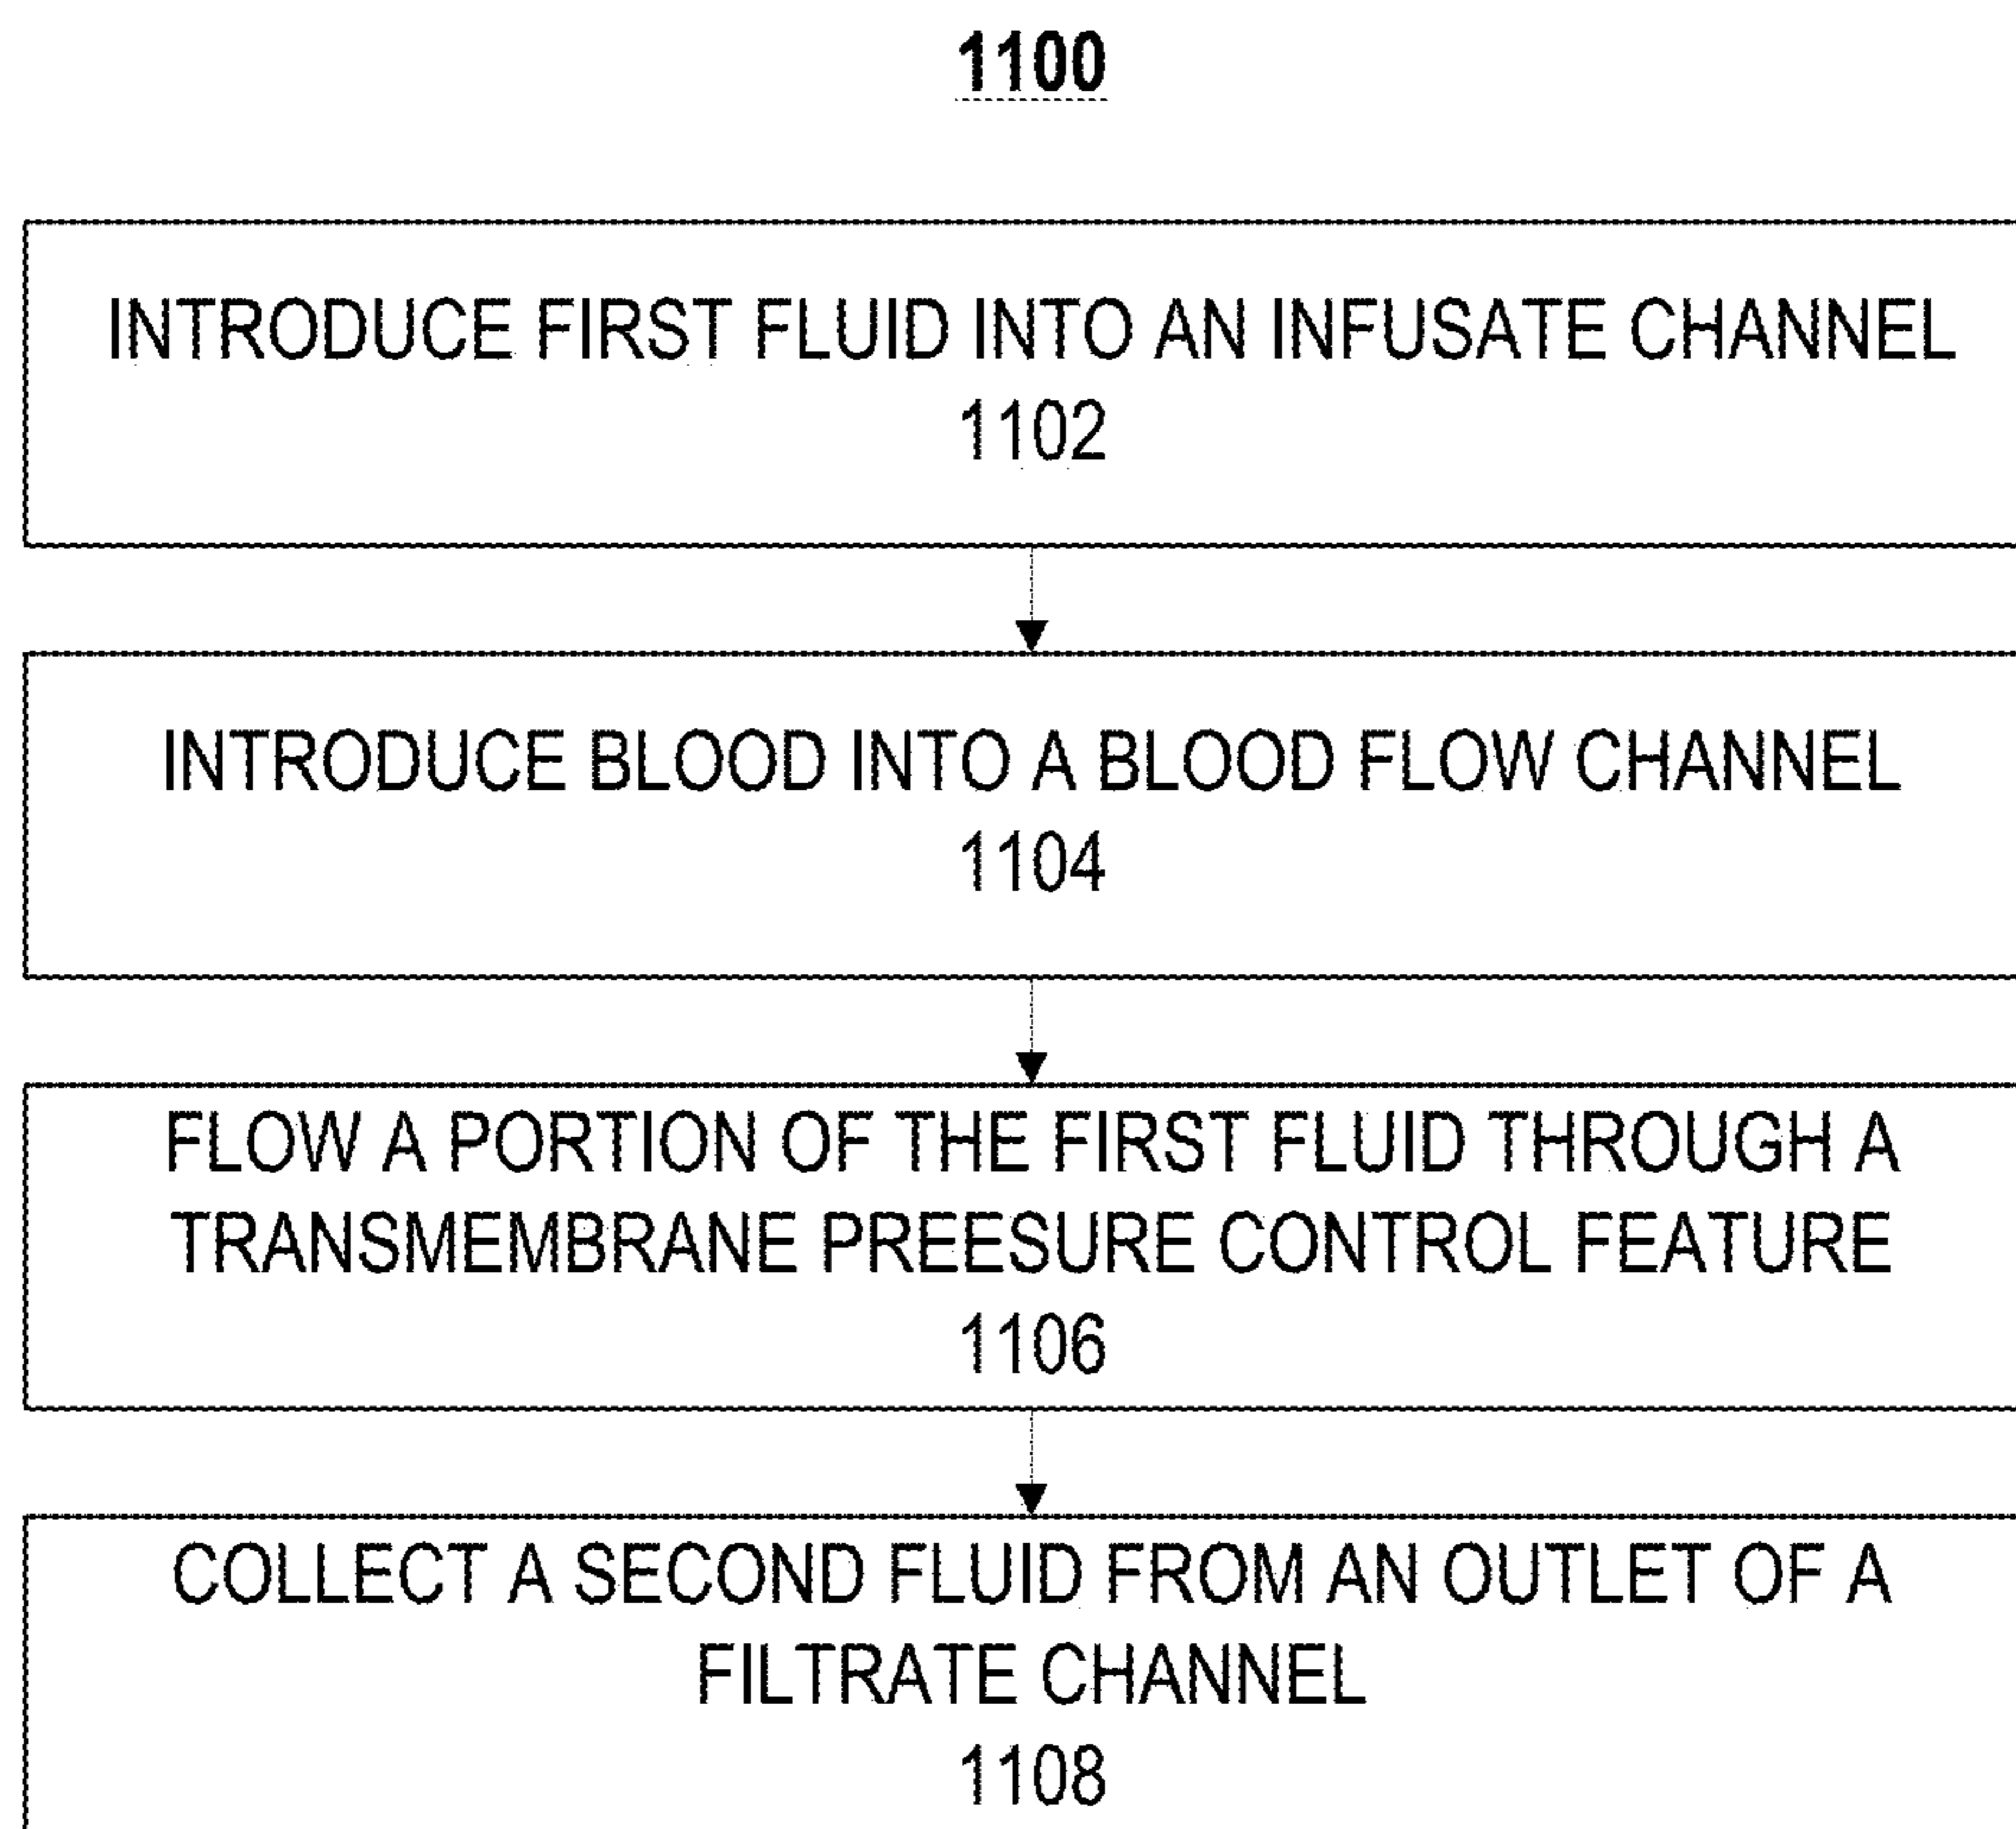 1100
INTRODUCE FIRST FLUID INTO AN INFUSATE CHANNEL
1102
INTRODUCE BLOOD INTO A BLOOD FLOW CHANNEL
1104
FLOW A PORTION OF THE FIRST FLUID THROUGH A
TRANSMEMBRANE PREESURE CONTROL FEATURE
1106
COLLECT A SECOND FLUID FROM AN OUTLET OF A
FILTRATE CHANNEL
1108